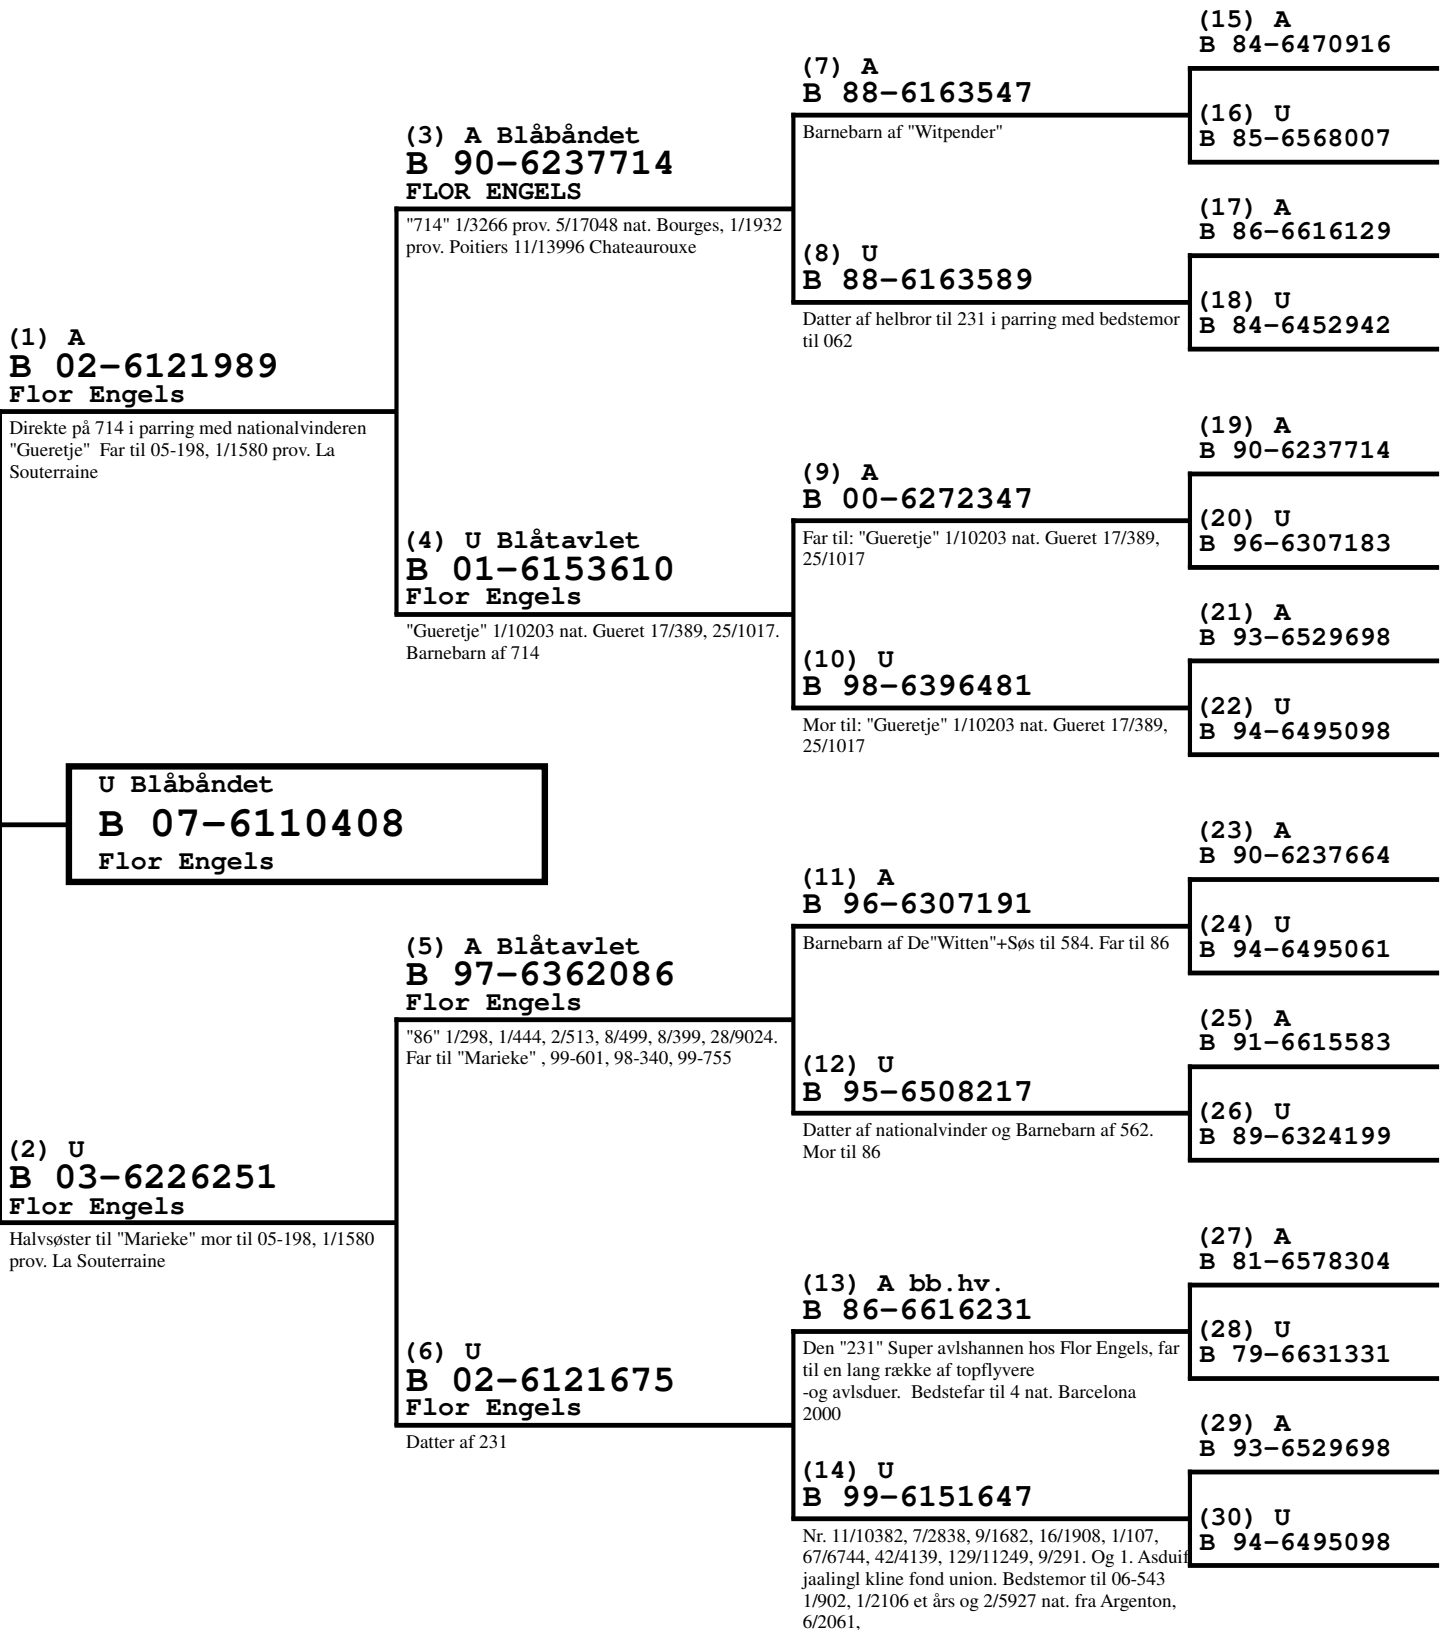 (1) A
B 02-6121989
Flor Engels
Direkte på 714 i parring med nationalvinderen
"Gueretje"  Far til 05-198, 1/1580 prov. La
Souterraine
U Blåbåndet
B 07-6110408
Flor Engels
(2) U
B 03-6226251
Flor Engels
Halvsøster til "Marieke" mor til 05-198, 1/1580
prov. La Souterraine
(3) A Blåbåndet
B 90-6237714
FLOR ENGELS
"714" 1/3266 prov. 5/17048 nat. Bourges, 1/1932
prov. Poitiers 11/13996 Chateaurouxe
(4) U Blåtavlet
B 01-6153610
Flor Engels
"Gueretje" 1/10203 nat. Gueret 17/389, 25/1017.
Barnebarn af 714
(5) A Blåtavlet
B 97-6362086
Flor Engels
"86" 1/298, 1/444, 2/513, 8/499, 8/399, 28/9024.
Far til "Marieke" , 99-601, 98-340, 99-755
(6) U
B 02-6121675
Flor Engels
Datter af 231
(7) A
B 88-6163547
Barnebarn af "Witpender"
(8) U
B 88-6163589
Datter af helbror til 231 i parring med bedstemor
til 062
(9) A
B 00-6272347
Far til: "Gueretje" 1/10203 nat. Gueret 17/389,
25/1017
(10) U
B 98-6396481
Mor til: "Gueretje" 1/10203 nat. Gueret 17/389,
25/1017
(11) A
B 96-6307191
Barnebarn af De"Witten"+Søs til 584. Far til 86
(12) U
B 95-6508217
Datter af nationalvinder og Barnebarn af 562.
Mor til 86
(13) A bb.hv.
B 86-6616231
Den "231" Super avlshannen hos Flor Engels, far
til en lang række af topflyvere
-og avlsduer.  Bedstefar til 4 nat. Barcelona
2000
(14) U
B 99-6151647
Nr. 11/10382, 7/2838, 9/1682, 16/1908, 1/107,
67/6744, 42/4139, 129/11249, 9/291. Og 1. Asduif
jaalingl kline fond union. Bedstemor til 06-543
1/902, 1/2106 et års og 2/5927 nat. fra Argenton,
6/2061,
(15) A
B 84-6470916
(16) U
B 85-6568007
(17) A
B 86-6616129
(18) U
B 84-6452942
(19) A
B 90-6237714
(20) U
B 96-6307183
(21) A
B 93-6529698
(22) U
B 94-6495098
(23) A
B 90-6237664
(24) U
B 94-6495061
(25) A
B 91-6615583
(26) U
B 89-6324199
(27) A
B 81-6578304
(28) U
B 79-6631331
(29) A
B 93-6529698
(30) U
B 94-6495098